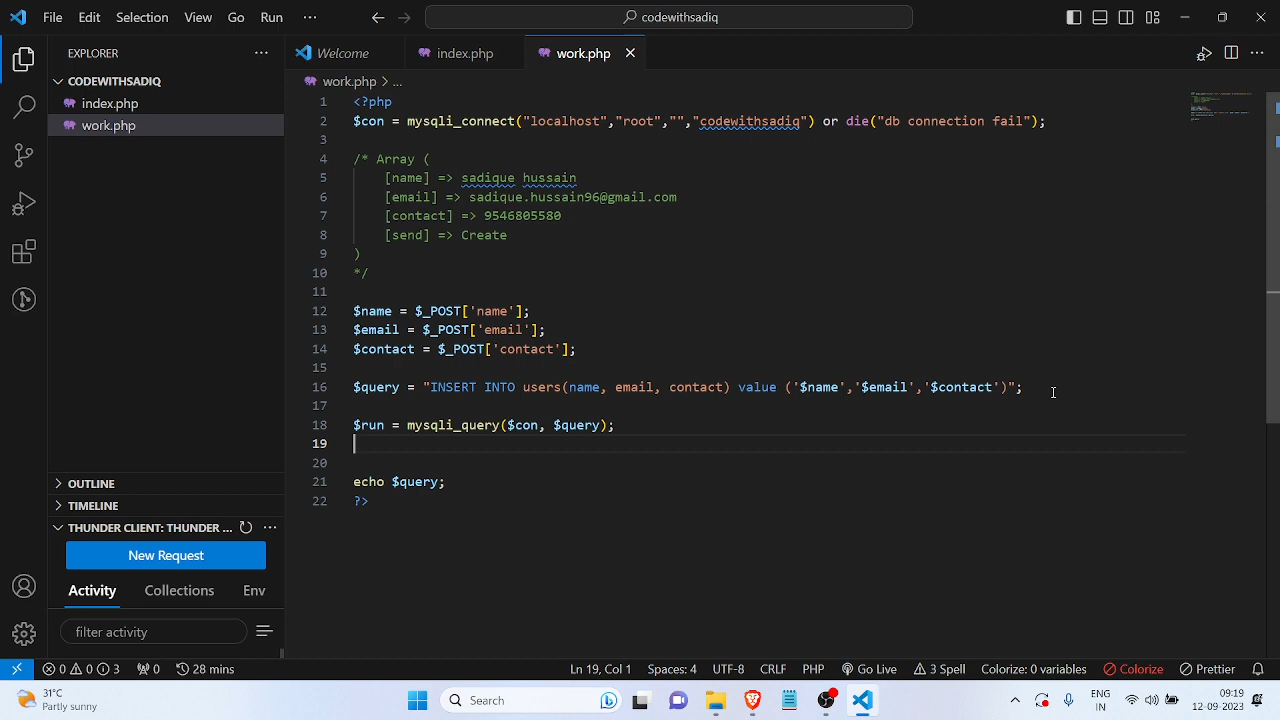 File Edit Selection View Go Run ··· codewithsadiq
EXPLORER ···
Welcome index.php work.php
CODEWITHSADIQ
index.php
work.php
work.php > ...
1 <?php
2 $con = mysqli_connect("localhost","root","","codewithsadiq") or die("db connection fail");
3
4 /* Array (
5 [name] => sadique hussain
6 [email] => sadique.hussain96@gmail.com
7 [contact] => 9546805580
8 [send] => Create
9 )
10 */
11
12 $name = $_POST['name'];
13 $email = $_POST['email'];
14 $contact = $_POST['contact'];
15
16 $query = "INSERT INTO users(name, email, contact) value ('$name','$email','$contact')";
17
18 $run = mysqli_query($con, $query);
19
20
21 echo $query;
22 ?>
OUTLINE
TIMELINE
THUNDER CLIENT: THUNDER ... ···
New Request
Activity Collections Env
filter activity
0 0 3 0 28 mins Ln 19, Col 1 Spaces: 4 UTF-8 CRLF PHP Go Live 3 Spell Colorize: 0 variables Colorize Prettier
31°C
Partly sunny
Search
ENG
IN
09:19
12-09-2023